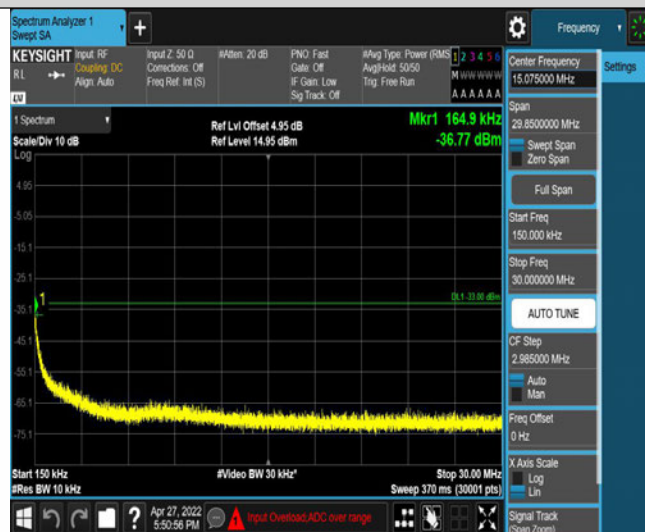 Spectrum Analyzer 1
Swept SA
+
Frequency
KEYSIGHT
R L
LXI
Input: RF
Coupling: DC
Align: Auto
Input Z: 50 Ω
Corrections: Off
Freq Ref: Int (S)
#Atten: 20 dB
PNO: Fast
Gate: Off
IF Gain: Low
Sig Track: Off
#Avg Type: Power (RMS
Avg|Hold: 50/50
Trig: Free Run
1 2 3 4 5 6
M W W W W W
A A A A A A
Center Frequency
15.075000 MHz
Settings
1 Spectrum
Scale/Div 10 dB
Ref Lvl Offset 4.95 dB
Ref Level 14.95 dBm
Mkr1 164.9 kHz
-36.77 dBm
Log
4.95
-5.05
-15.1
-25.1
-35.1
-45.1
-55.1
-65.1
-75.1
1
DL1 -33.00 dBm
Span
29.8500000 MHz
Swept Span
Zero Span
Full Span
Start Freq
150.000 kHz
Stop Freq
30.000000 MHz
AUTO TUNE
CF Step
2.985000 MHz
Auto
Man
Freq Offset
0 Hz
X Axis Scale
Log
Lin
Signal Track
(Span Zoom)
Start 150 kHz
#Video BW 30 kHz*
Stop 30.00 MHz
#Res BW 10 kHz
Sweep 370 ms (30001 pts)
?
Apr 27, 2022
5:50:56 PM
Input Overload;ADC over range